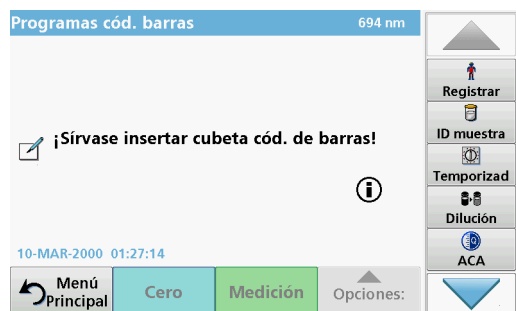 Programas cód. barras 694 nm
¡Sírvase insertar cubeta cód. de barras!
10-MAR-2000 01:27:14
Menú
Principal
Cero
Medición
Opciones:
Registrar
ID muestra
Temporizad
Dilución
ACA